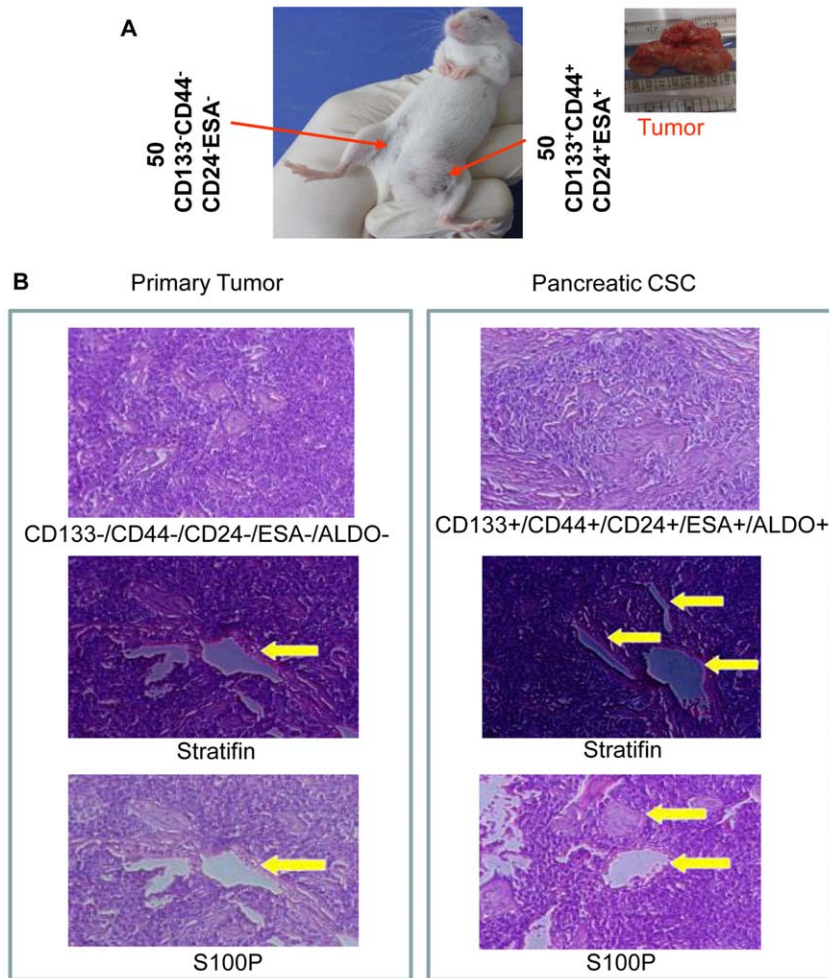 A
50
CD133-CD44-
CD24-ESA-
50
CD133+CD44+
CD24+ESA+
Tumor
B
Primary Tumor
Pancreatic CSC
CD133-/CD44-/CD24-/ESA-/ALDO-
CD133+/CD44+/CD24+/ESA+/ALDO+
Stratifin
Stratifin
S100P
S100P